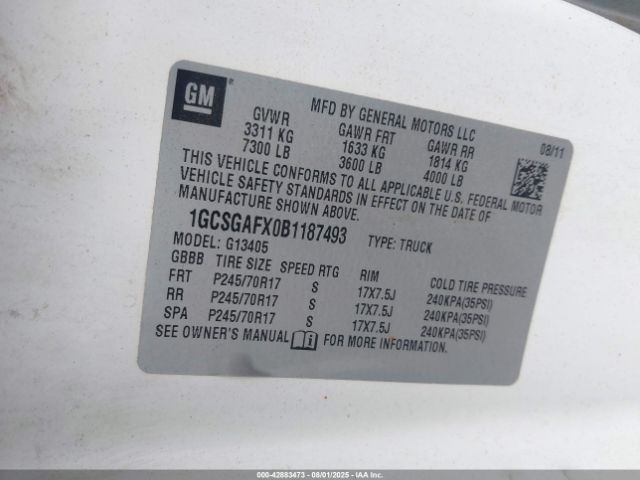 GM
MFD BY GENERAL MOTORS LLC
08/11
GVWR GAWR FRT GAWR RR
3311 KG 1633 KG 1814 KG
7300 LB 3600 LB 4000 LB
THIS VEHICLE CONFORMS TO ALL APPLICABLE U.S. FEDERAL MOTOR
VEHICLE SAFETY STANDARDS IN EFFECT ON THE DATE OF
MANUFACTURE SHOWN ABOVE.
1GCSGAFX0B1187493 TYPE: TRUCK
MODEL: G13405
GBBB TIRE SIZE SPEED RTG RIM COLD TIRE PRESSURE
FRT P245/70R17 S 17X7.5J 240KPA(35PSI)
RR P245/70R17 S 17X7.5J 240KPA(35PSI)
SPA P245/70R17 S 17X7.5J 240KPA(35PSI)
SEE OWNER'S MANUAL i FOR MORE INFORMATION.
000-42883473 - 08/01/2025 - IAAI.COM